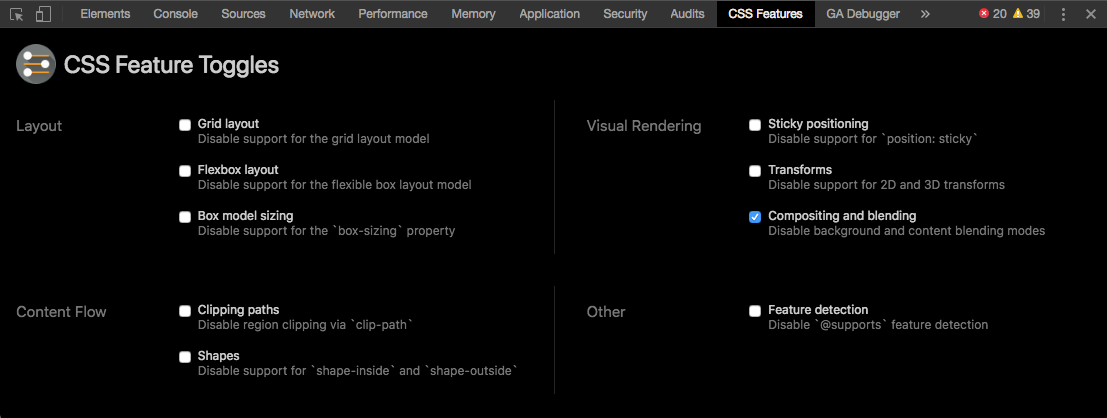 Elements Console Sources Network Performance Memory Application Security Audits CSS Features GA Debugger » 20 39
CSS Feature Toggles
Layout
Grid layout
Disable support for the grid layout model
Flexbox layout
Disable support for the flexible box layout model
Box model sizing
Disable support for the `box-sizing` property
Visual Rendering
Sticky positioning
Disable support for `position: sticky`
Transforms
Disable support for 2D and 3D transforms
Compositing and blending
Disable background and content blending modes
Content Flow
Clipping paths
Disable region clipping via `clip-path`
Shapes
Disable support for `shape-inside` and `shape-outside`
Other
Feature detection
Disable `@supports` feature detection